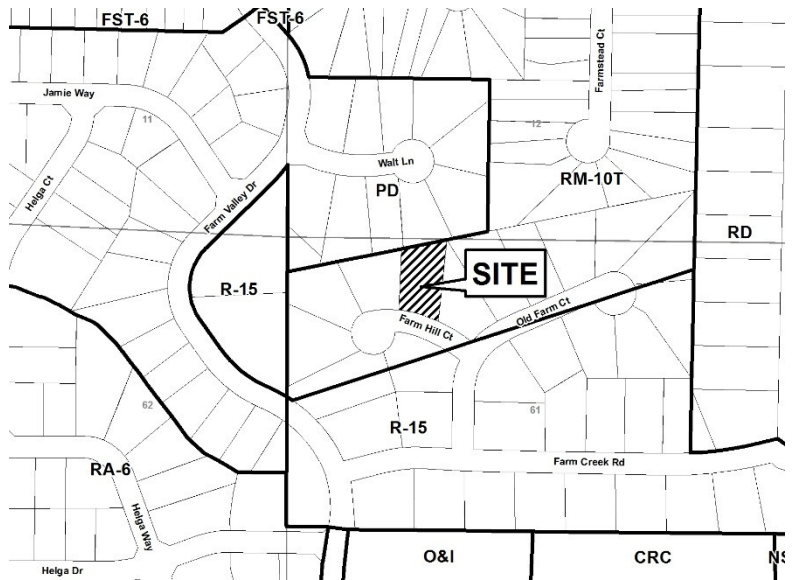 FST-6
FST-6
Jamie Way
11
Farmstead Ct
12
Walt Ln
PD
RM-10T
Helga Ct
Farm Valley Dr
RD
R-15
SITE
Old Farm Ct
Farm Hill Ct
62
61
R-15
RA-6
Farm Creek Rd
Helga Way
O&I
CRC
NS
Helga Dr